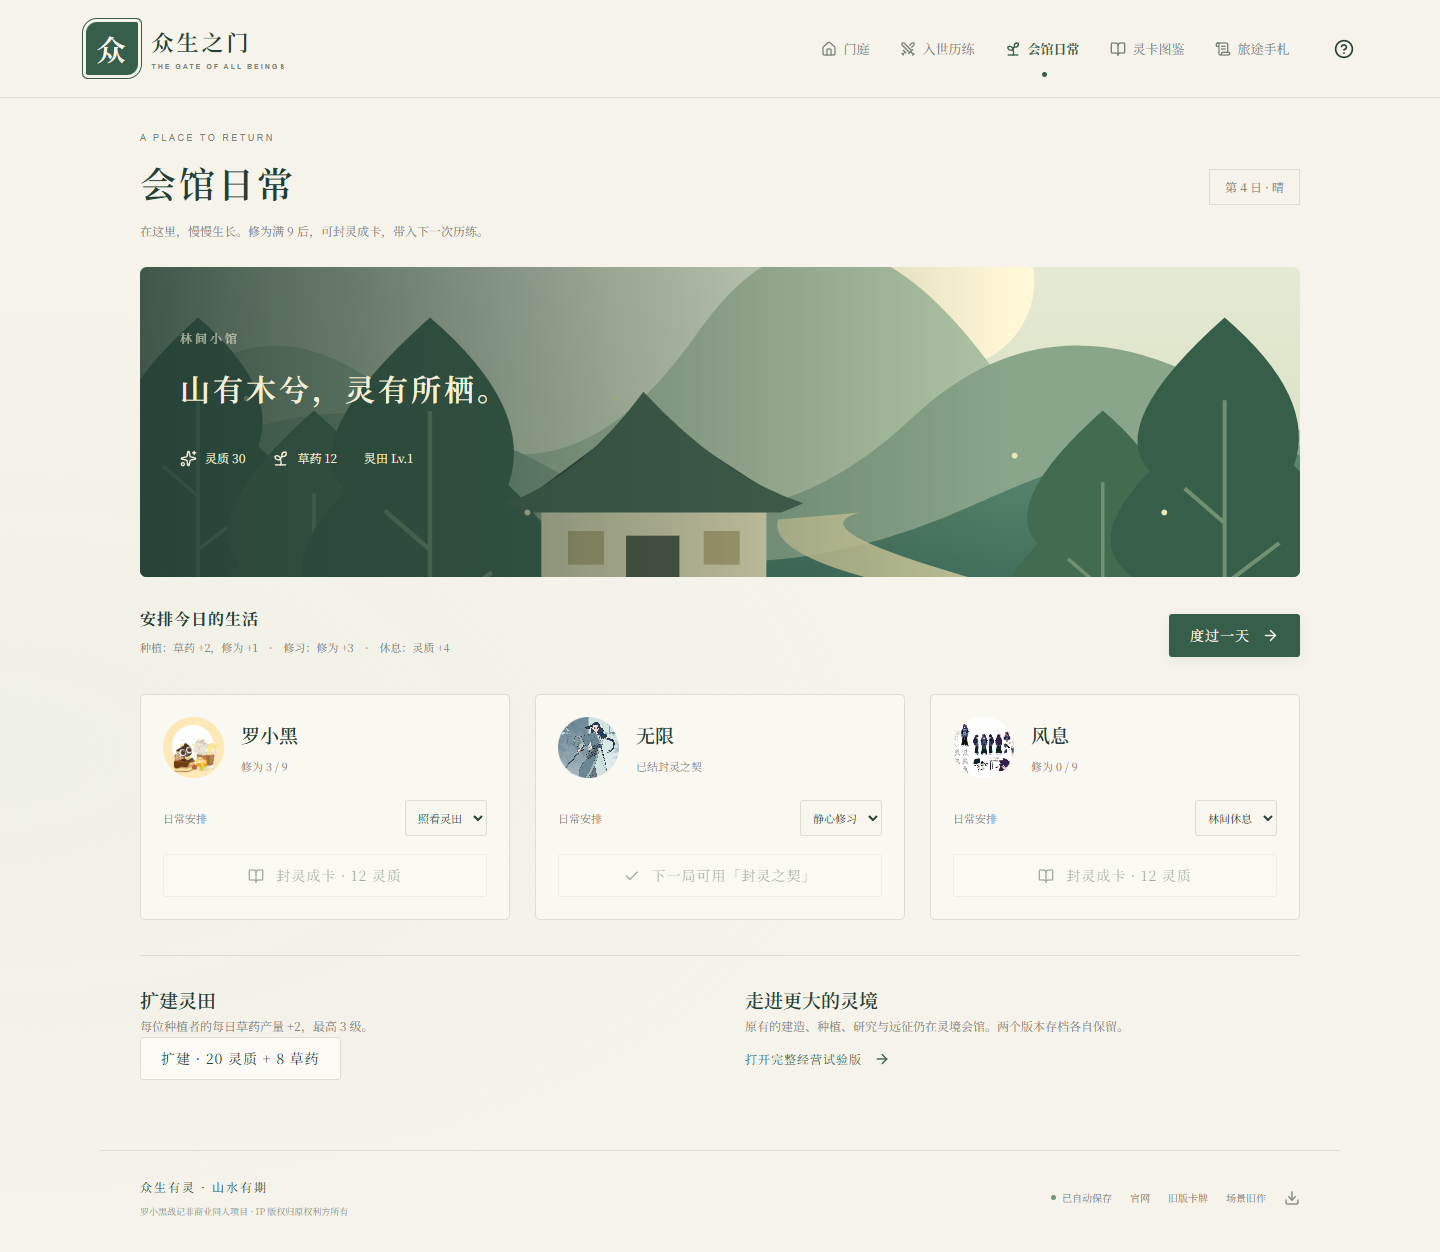 众
众生之门
THE GATE OF ALL BEINGS
门庭
入世历练
会馆日常
灵卡图鉴
旅途手札
A PLACE TO RETURN
会馆日常
第 4 日 · 晴
在这里，慢慢生长。修为满 9 后，可封灵成卡，带入下一次历练。
林间小馆
山有木兮，灵有所栖。
灵质 30
草药 12
灵田 Lv.1
安排今日的生活
种植：草药 +2，修为 +1 · 修习：修为 +3 · 休息：灵质 +4
度过一天
罗小黑
修为 3 / 9
日常安排
照看灵田
封灵成卡 · 12 灵质
无限
已结封灵之契
日常安排
静心修习
下一局可用「封灵之契」
风息
修为 0 / 9
日常安排
林间休息
封灵成卡 · 12 灵质
扩建灵田
每位种植者的每日草药产量 +2，最高 3 级。
扩建 · 20 灵质 + 8 草药
走进更大的灵境
原有的建造、种植、研究与远征仍在灵境会馆。两个版本存档各自保留。
打开完整经营试验版
众生有灵 · 山水有期
罗小黑战记非商业同人项目 · IP 版权归原权利方所有
已自动保存
官网
旧版卡牌
场景旧作